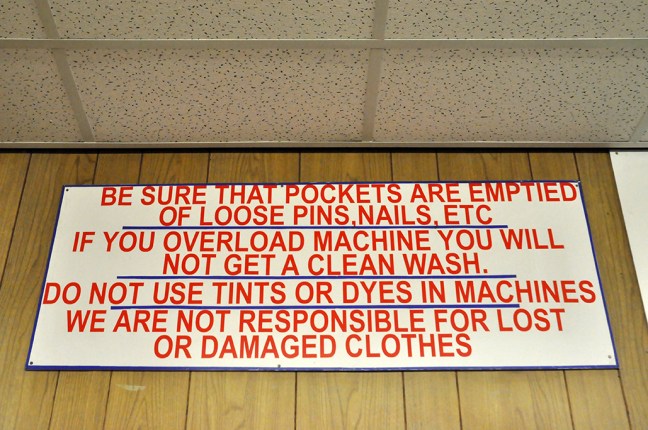 BE SURE THAT POCKETS ARE EMPTIED
OF LOOSE PINS,NAILS, ETC
IF YOU OVERLOAD MACHINE YOU WILL
NOT GET A CLEAN WASH.
DO NOT USE TINTS OR DYES IN MACHINES
WE ARE NOT RESPONSIBLE FOR LOST
OR DAMAGED CLOTHES